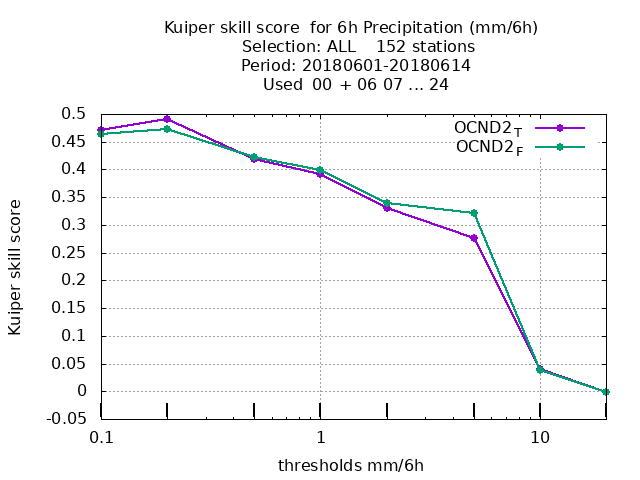 Kuiper skill score  for 6h Precipitation (mm/6h)
Selection: ALL    152 stations
Period: 20180601-20180614
Used  00 + 06 07 ... 24
OCND2T
OCND2F
Kuiper skill score
0.5
0.45
0.4
0.35
0.3
0.25
0.2
0.15
0.1
0.05
0
-0.05
0.1
1
10
thresholds mm/6h